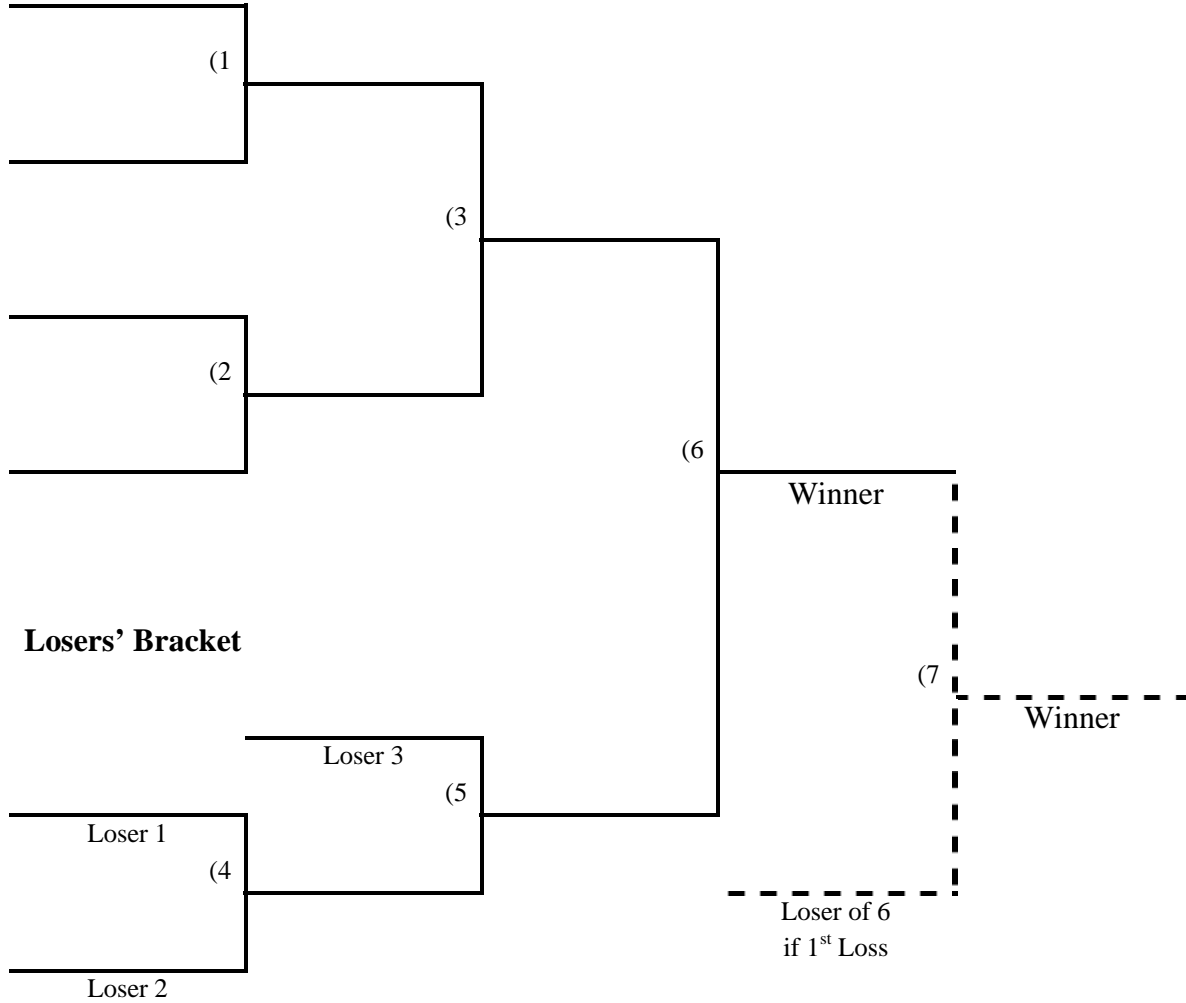 (1
(3
(2
(6
Winner
Losers’ Bracket
(7
Winner
Loser 3
(5
Loser 1
(4
Loser of 6
if 1st Loss
Loser 2